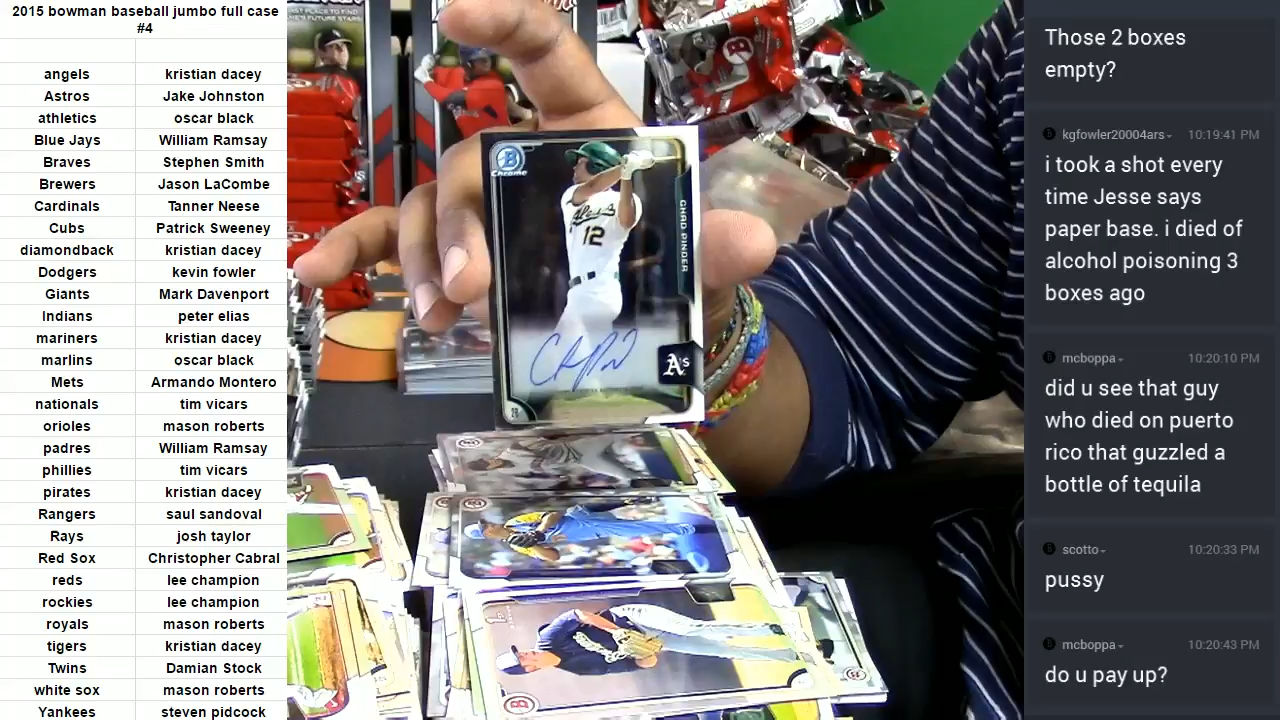 2015 bowman baseball jumbo full case
#4
angels kristian dacey
Astros Jake Johnston
athletics oscar black
Blue Jays William Ramsay
Braves Stephen Smith
Brewers Jason LaCombe
Cardinals Tanner Neese
Cubs Patrick Sweeney
diamondback kristian dacey
Dodgers kevin fowler
Giants Mark Davenport
Indians peter elias
mariners kristian dacey
marlins oscar black
Mets Armando Montero
nationals tim vicars
orioles mason roberts
padres William Ramsay
phillies tim vicars
pirates kristian dacey
Rangers saul sandoval
Rays josh taylor
Red Sox Christopher Cabral
reds lee champion
rockies lee champion
royals mason roberts
tigers kristian dacey
Twins Damian Stock
white sox mason roberts
Yankees steven pidcock
B
Chrome
CHAD PINDER
12
A's
2B
Those 2 boxes
empty?
kgfowler20004ars 10:19:41 PM
i took a shot every
time Jesse says
paper base. i died of
alcohol poisoning 3
boxes ago
mcboppa 10:20:10 PM
did u see that guy
who died on puerto
rico that guzzled a
bottle of tequila
scotto 10:20:33 PM
pussy
mcboppa 10:20:43 PM
do u pay up?